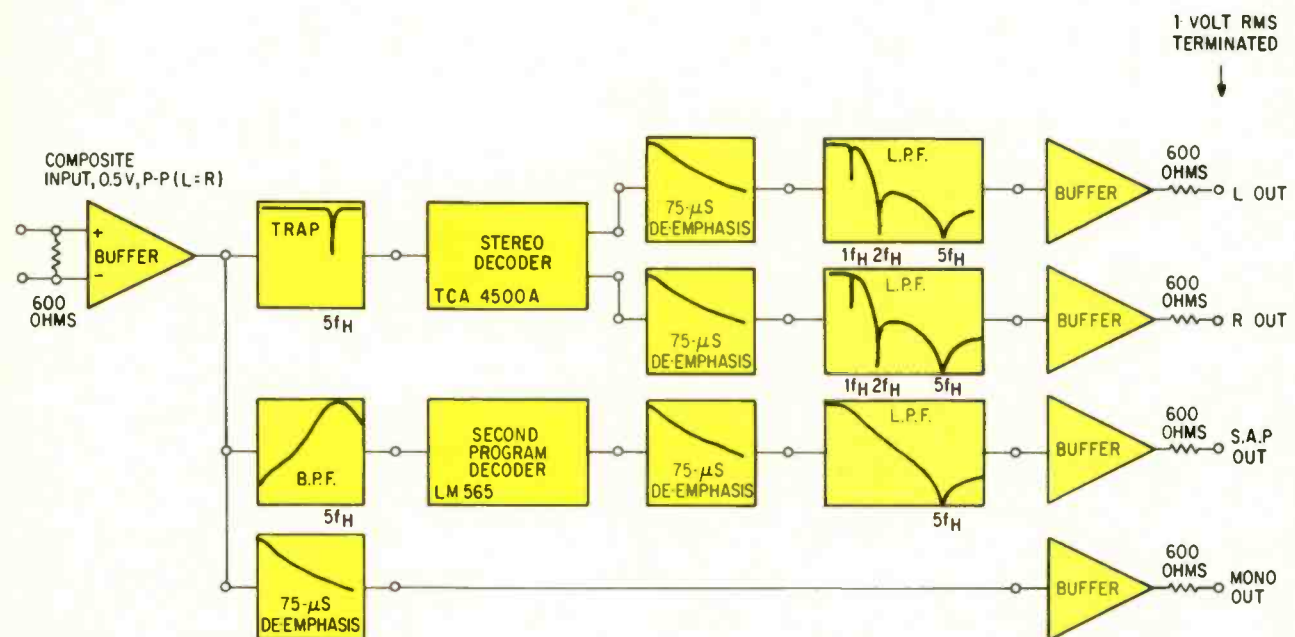 1 VOLT RMS
TERMINATED
COMPOSITE
INPUT, 0.5V, P-P (L=R)
+
-
BUFFER
600
OHMS
TRAP
5fH
STEREO
DECODER
TCA 4500A
75-µS
DE-EMPHASIS
L.P.F.
1fH 2fH 5fH
BUFFER
600
OHMS
L OUT
75-µS
DE-EMPHASIS
L.P.F.
1fH 2fH 5fH
BUFFER
600
OHMS
R OUT
B.P.F.
5fH
SECOND
PROGRAM
DECODER
LM 565
75-µS
DE-EMPHASIS
L.P.F.
5fH
BUFFER
600
OHMS
S.A.P
OUT
75-µS
DE-EMPHASIS
BUFFER
600
OHMS
MONO
OUT